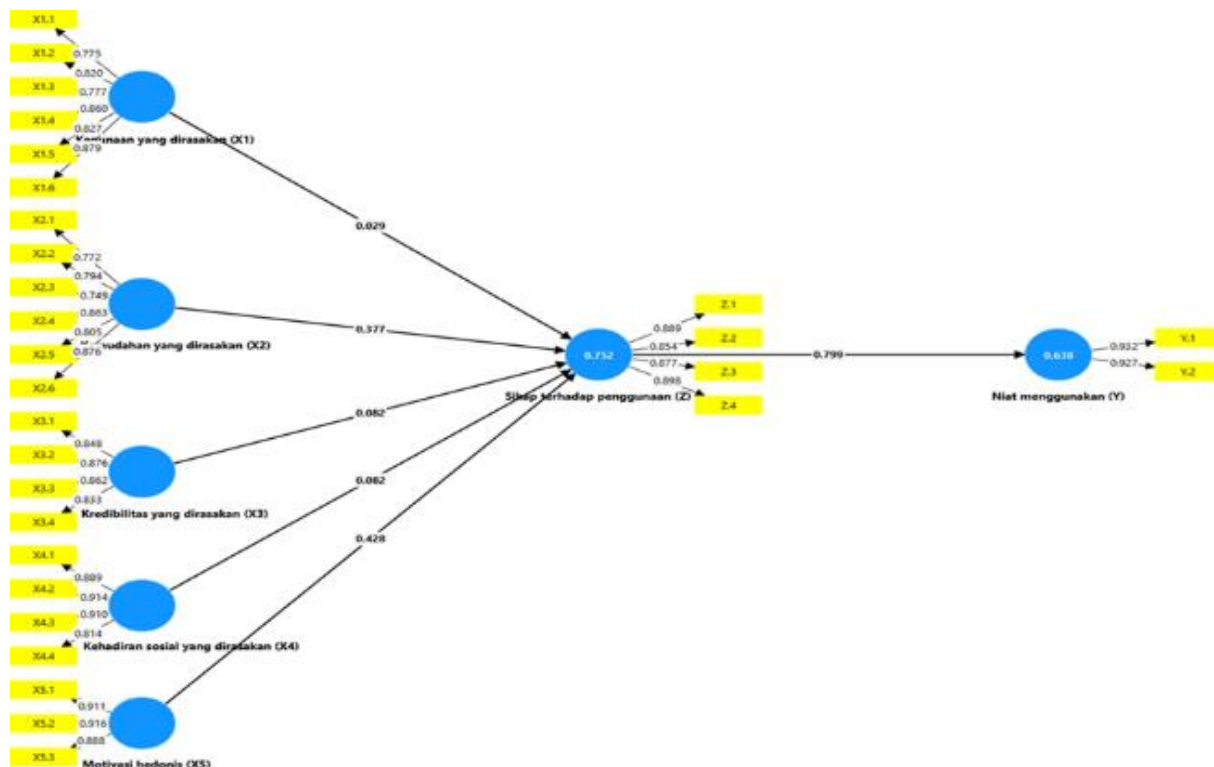 X1.1
X1.2
X1.3
X1.4
X1.5
X1.6
0.775
0.820
0.777
0.860
0.827
0.879
yang dirasakan (X1)
0.029
X2.1
X2.2
X2.3
X2.4
X2.5
X2.6
0.772
0.794
0.749
0.805
0.876
yang dirasakan (X2)
0.377
X3.1
X3.2
X3.3
X3.4
0.848
0.876
0.862
Kredibilitas yang dirasakan (X3)
0.082
X4.1
X4.2
X4.3
X4.4
0.889
0.914
0.910
0.814
Kehadiran sosial yang dirasakan (X4)
0.082
X5.1
X5.2
X5.3
0.911
0.916
0.888
Motivasi hedonis (X5)
0.428
0.752
Sikap terhadap penggunaan (Z)
0.889
0.854
0.877
0.898
Z.1
Z.2
Z.3
Z.4
0.799
0.638
Niat menggunakan (Y)
0.932
0.927
Y.1
Y.2